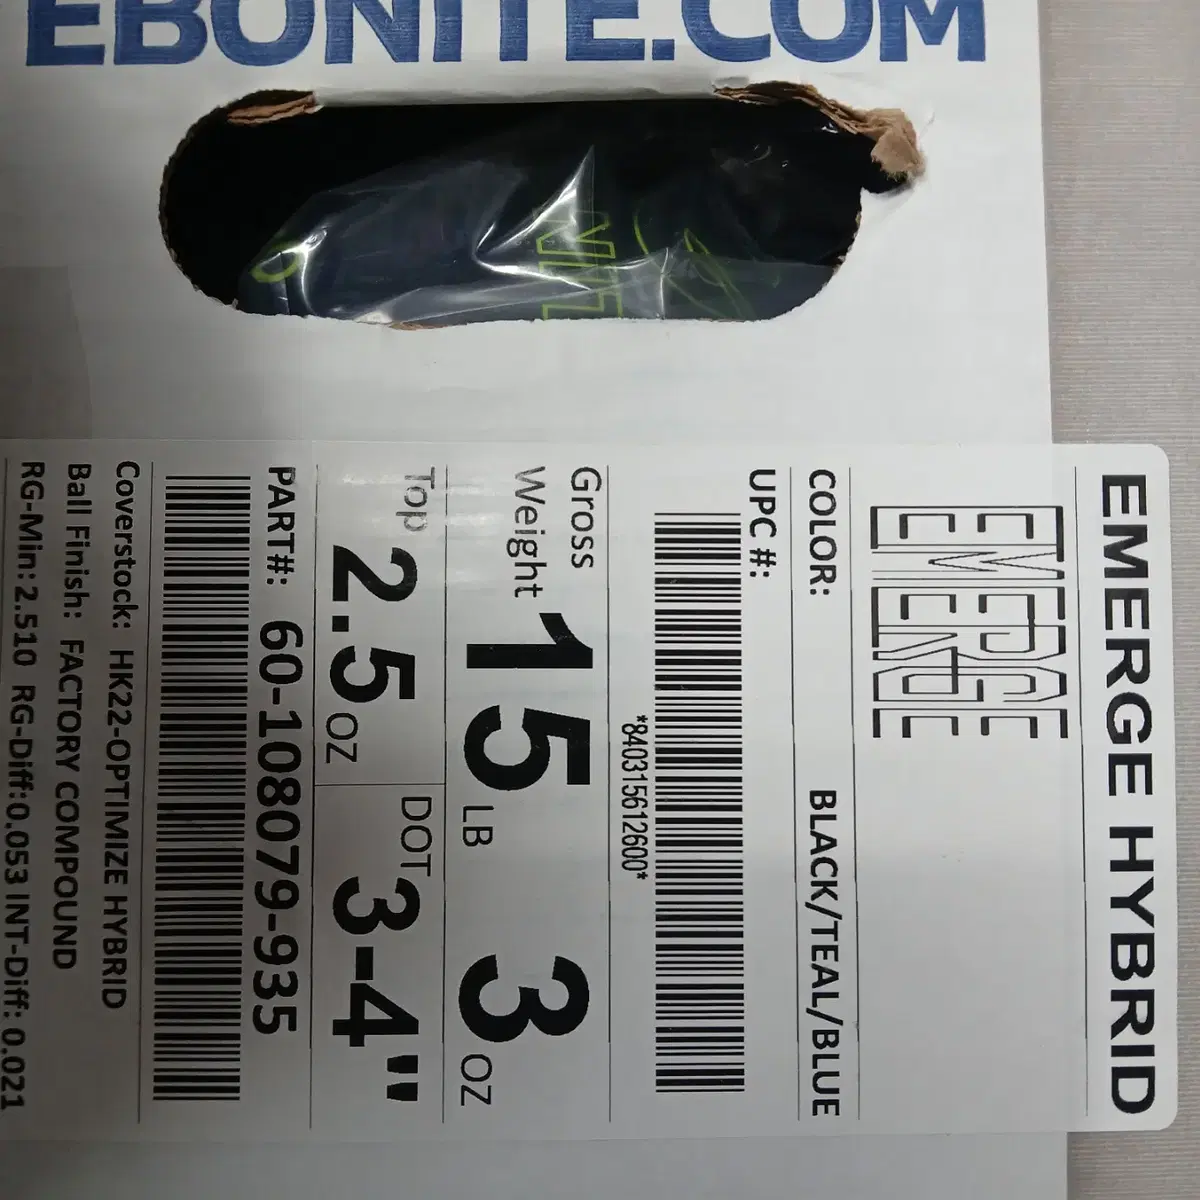 EBONITE.COM
NIT
EMERGE HYBRID
EMERGE
COLOR: BLACK/TEAL/BLUE
UPC #:
*840315612600*
Gross Weight 15 LB 3 OZ
Top 2.5 OZ DOT 3-4"
PART#: 60-108079-935
Coverstock: HK22-OPTIMIZE HYBRID
Ball Finish: FACTORY COMPOUND
RG-Min: 2.510 RG-Diff:0.053 INT-Diff: 0.021